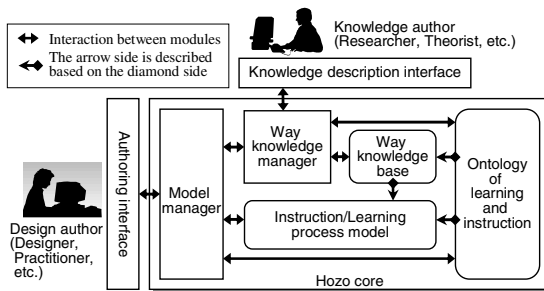 Interaction between modules
The arrow side is described
based on the diamond side
Knowledge author
(Researcher, Theorist, etc.)
Knowledge description interface
Authoring interface
Design author
(Designer,
Practitioner,
etc.)
Model
manager
Way
knowledge
manager
Way
knowledge
base
Instruction/Learning
process model
Ontology
of
learning
and
instruction
Hozo core